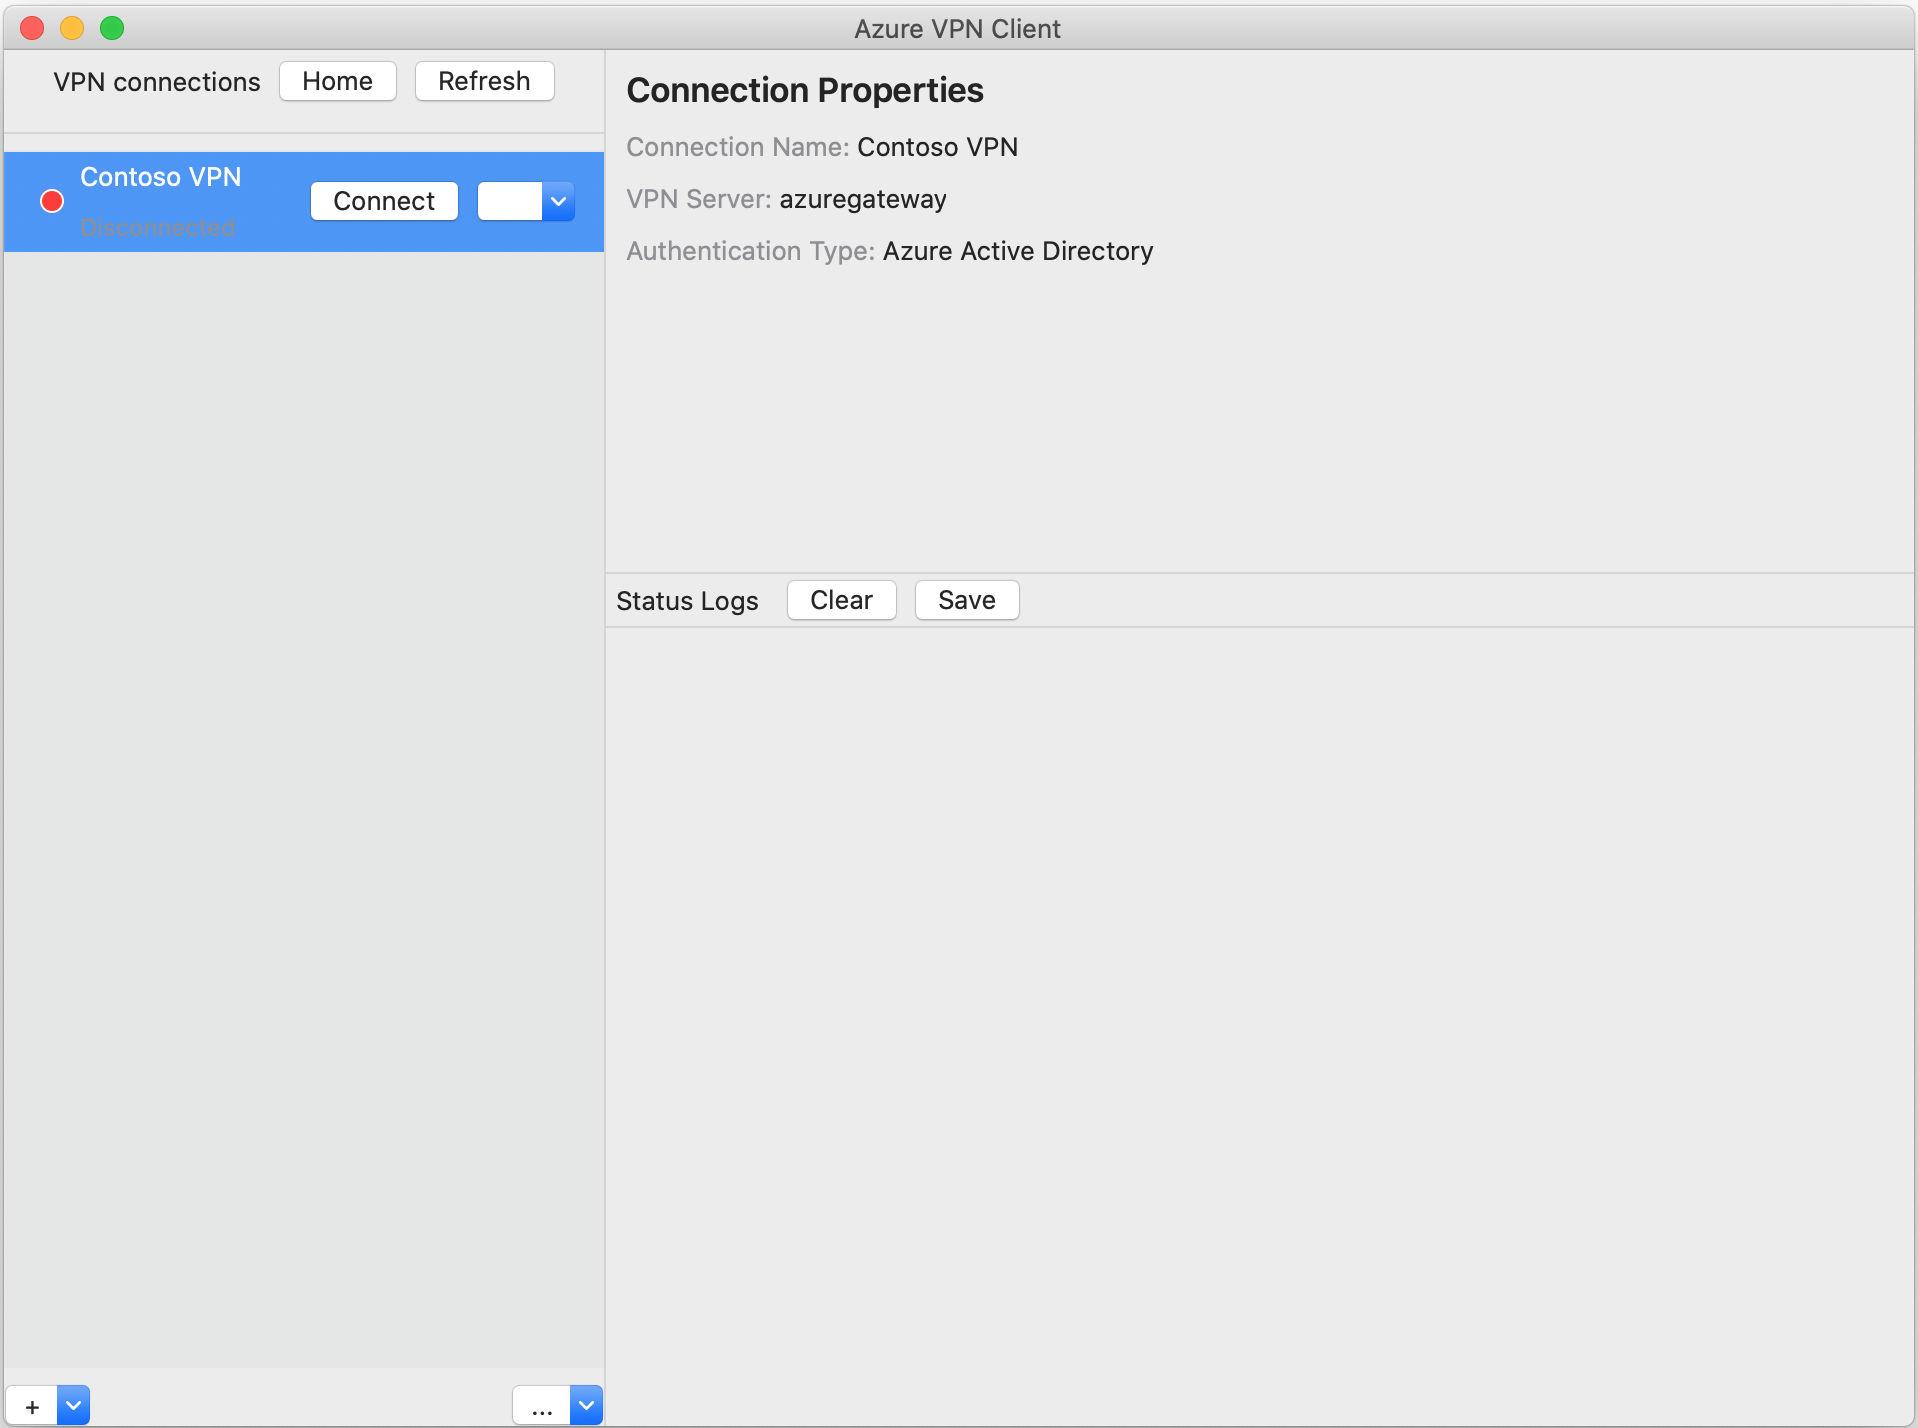 Azure VPN Client
VPN connections Home Refresh
Contoso VPN
Disconnected
Connect
Connection Properties
Connection Name: Contoso VPN
VPN Server: azuregateway
Authentication Type: Azure Active Directory
Status Logs Clear Save
+ ...